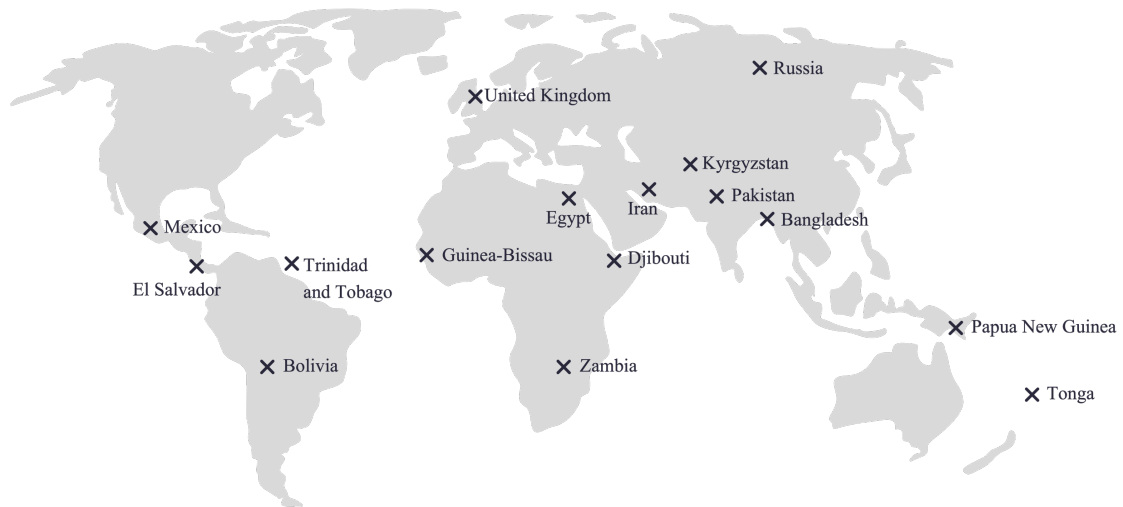 Russia
United Kingdom
Kyrgyzstan
Pakistan
Iran
Egypt
Bangladesh
Mexico
Guinea-Bissau
Djibouti
El Salvador
Trinidad
and Tobago
Papua New Guinea
Bolivia
Zambia
Tonga